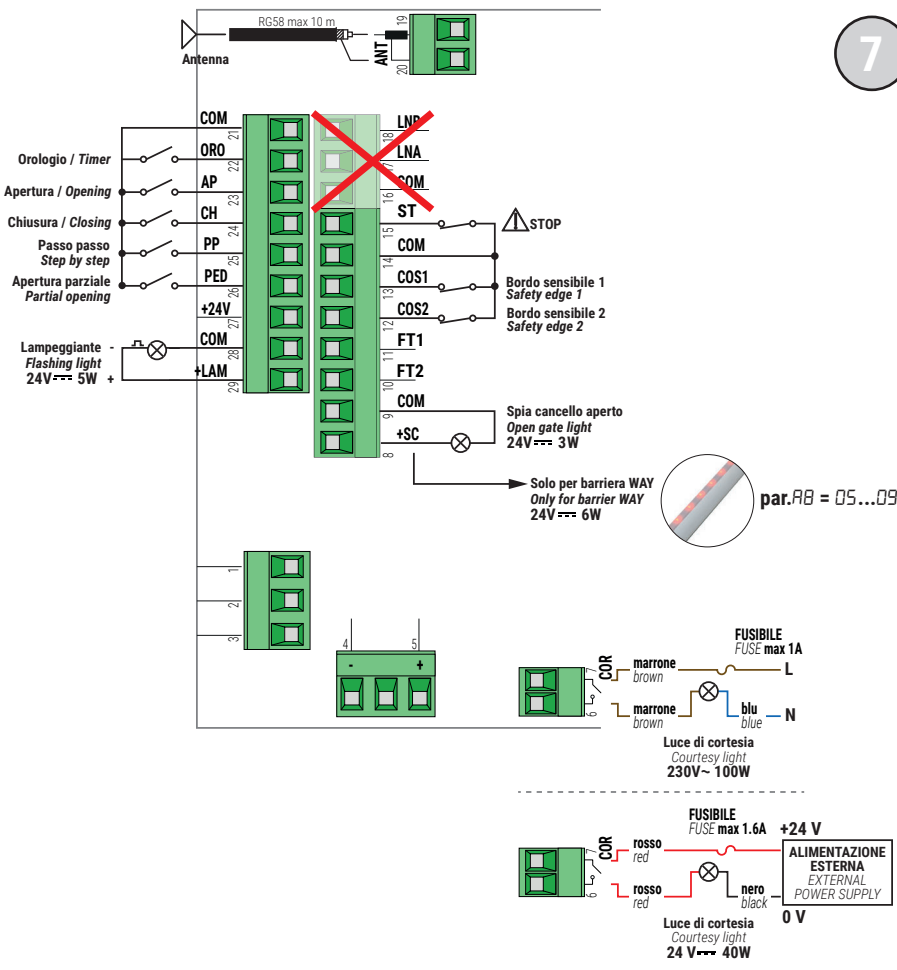 7
RG58 max 10 m
Antenna
ANT
19
20
COM
21
Orologio / Timer
ORO
22
Apertura / Opening
AP
23
Chiusura / Closing
CH
24
Passo passo
Step by step
PP
25
Apertura parziale
Partial opening
PED
26
+24V
27
Lampeggiante -
Flashing light
24V 5W +
COM
28
+LAM
29
18
LNA
COM
16
ST
15
STOP
COM
14
COS1
13
Bordo sensibile 1
Safety edge 1
COS2
12
Bordo sensibile 2
Safety edge 2
FT1
11
FT2
10
COM
9
Spia cancello aperto
Open gate light
24V 3W
+SC
8
Solo per barriera WAY
Only for barrier WAY
24V 6W
par.A8 = 05...09
1
2
3
4 5
- +
FUSIBILE
FUSE max 1A
COR
7
6
marrone
brown
L
marrone
brown
blu
blue
N
Luce di cortesia
Courtesy light
230V~ 100W
FUSIBILE
FUSE max 1.6A
+24 V
COR
7
6
rosso
red
rosso
red
nero
black
ALIMENTAZIONE
ESTERNA
EXTERNAL
POWER SUPPLY
0 V
Luce di cortesia
Courtesy light
24 V 40W